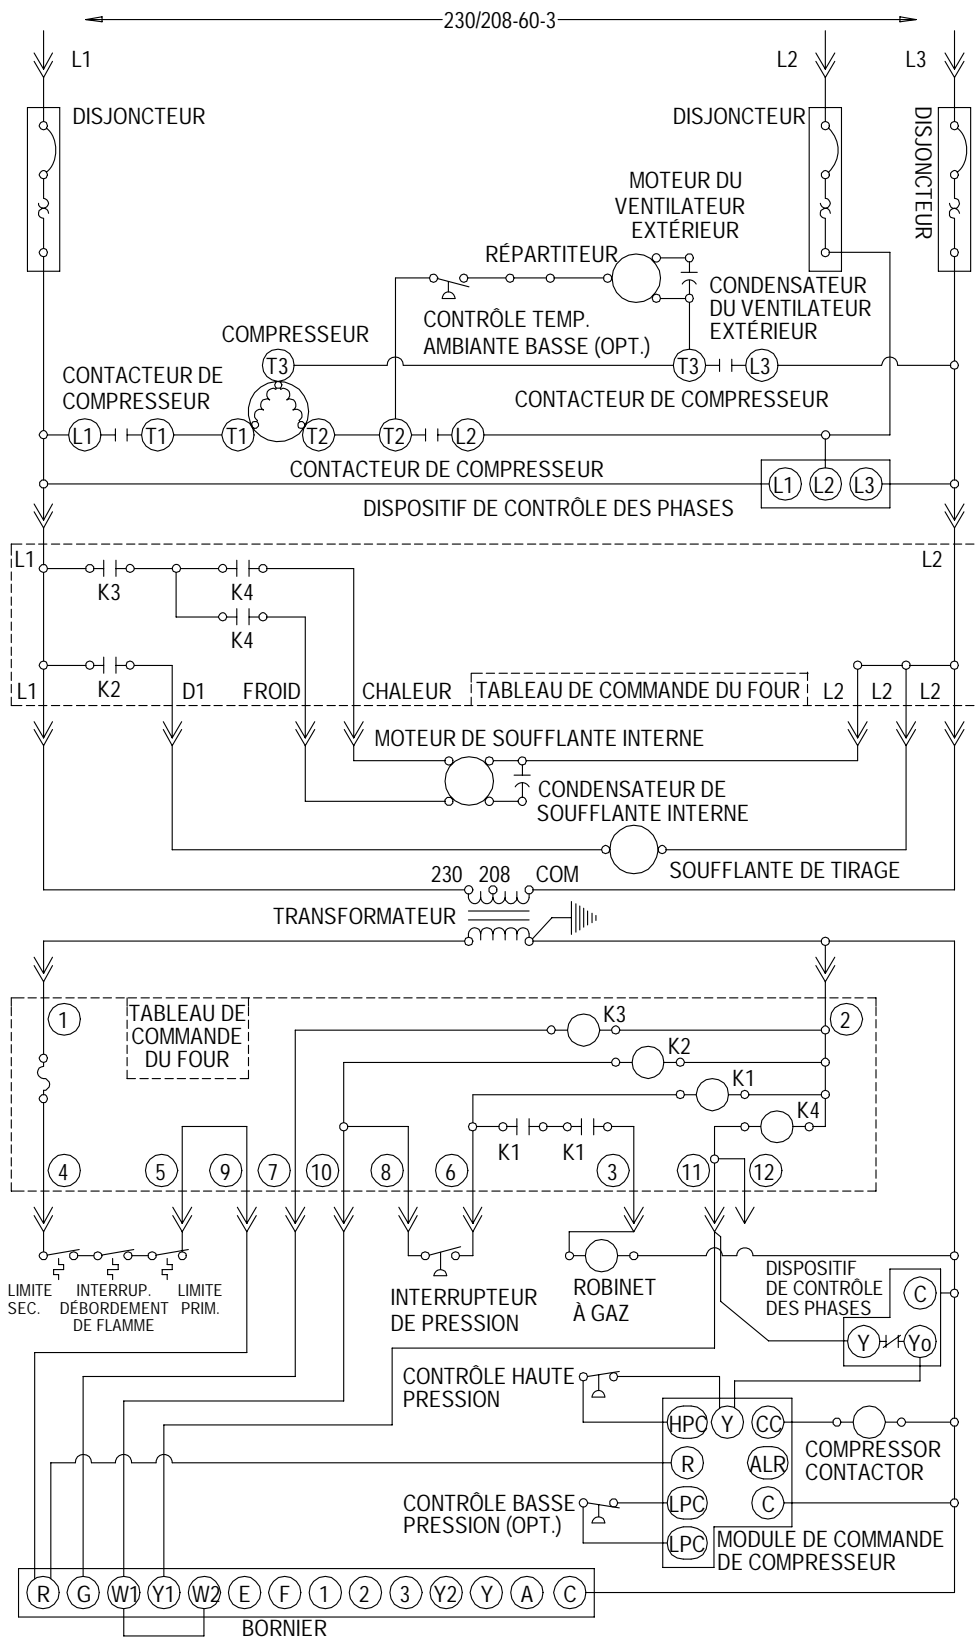 230/208-60-3
L1
L2
L3
DISJONCTEUR
DISJONCTEUR
DISJONCTEUR
MOTEUR DU
VENTILATEUR
EXTÉRIEUR
RÉPARTITEUR
CONDENSATEUR
DU VENTILATEUR
EXTÉRIEUR
CONTRÔLE TEMP.
AMBIANTE BASSE (OPT.)
COMPRESSEUR
T3
T3
L3
CONTACTEUR DE
COMPRESSEUR
CONTACTEUR DE COMPRESSEUR
L1
T1
T1
T2
T2
L2
CONTACTEUR DE COMPRESSEUR
L1
L2
L3
DISPOSITIF DE CONTRÔLE DES PHASES
L1
L2
K3
K4
K4
K2
L1
D1
FROID
CHALEUR
TABLEAU DE COMMANDE DU FOUR
L2
L2
L2
MOTEUR DE SOUFFLANTE INTERNE
CONDENSATEUR DE
SOUFFLANTE INTERNE
SOUFFLANTE DE TIRAGE
230
208
COM
TRANSFORMATEUR
1
TABLEAU DE
COMMANDE
DU FOUR
K3
2
K2
K1
K4
K1
K1
4
5
9
7
10
8
6
3
11
12
LIMITE
SEC.
INTERRUP.
DÉBORDEMENT
DE FLAMME
LIMITE
PRIM.
INTERRUPTEUR
DE PRESSION
ROBINET
À GAZ
DISPOSITIF
DE CONTRÔLE
DES PHASES
C
Y
Yo
CONTRÔLE HAUTE
PRESSION
HPC
Y
CC
COMPRESSOR
CONTACTOR
R
ALR
CONTRÔLE BASSE
PRESSION (OPT.)
LPC
C
LPC
MODULE DE COMMANDE
DE COMPRESSEUR
R
G
W1
Y1
W2
E
F
1
2
3
Y2
Y
A
C
BORNIER